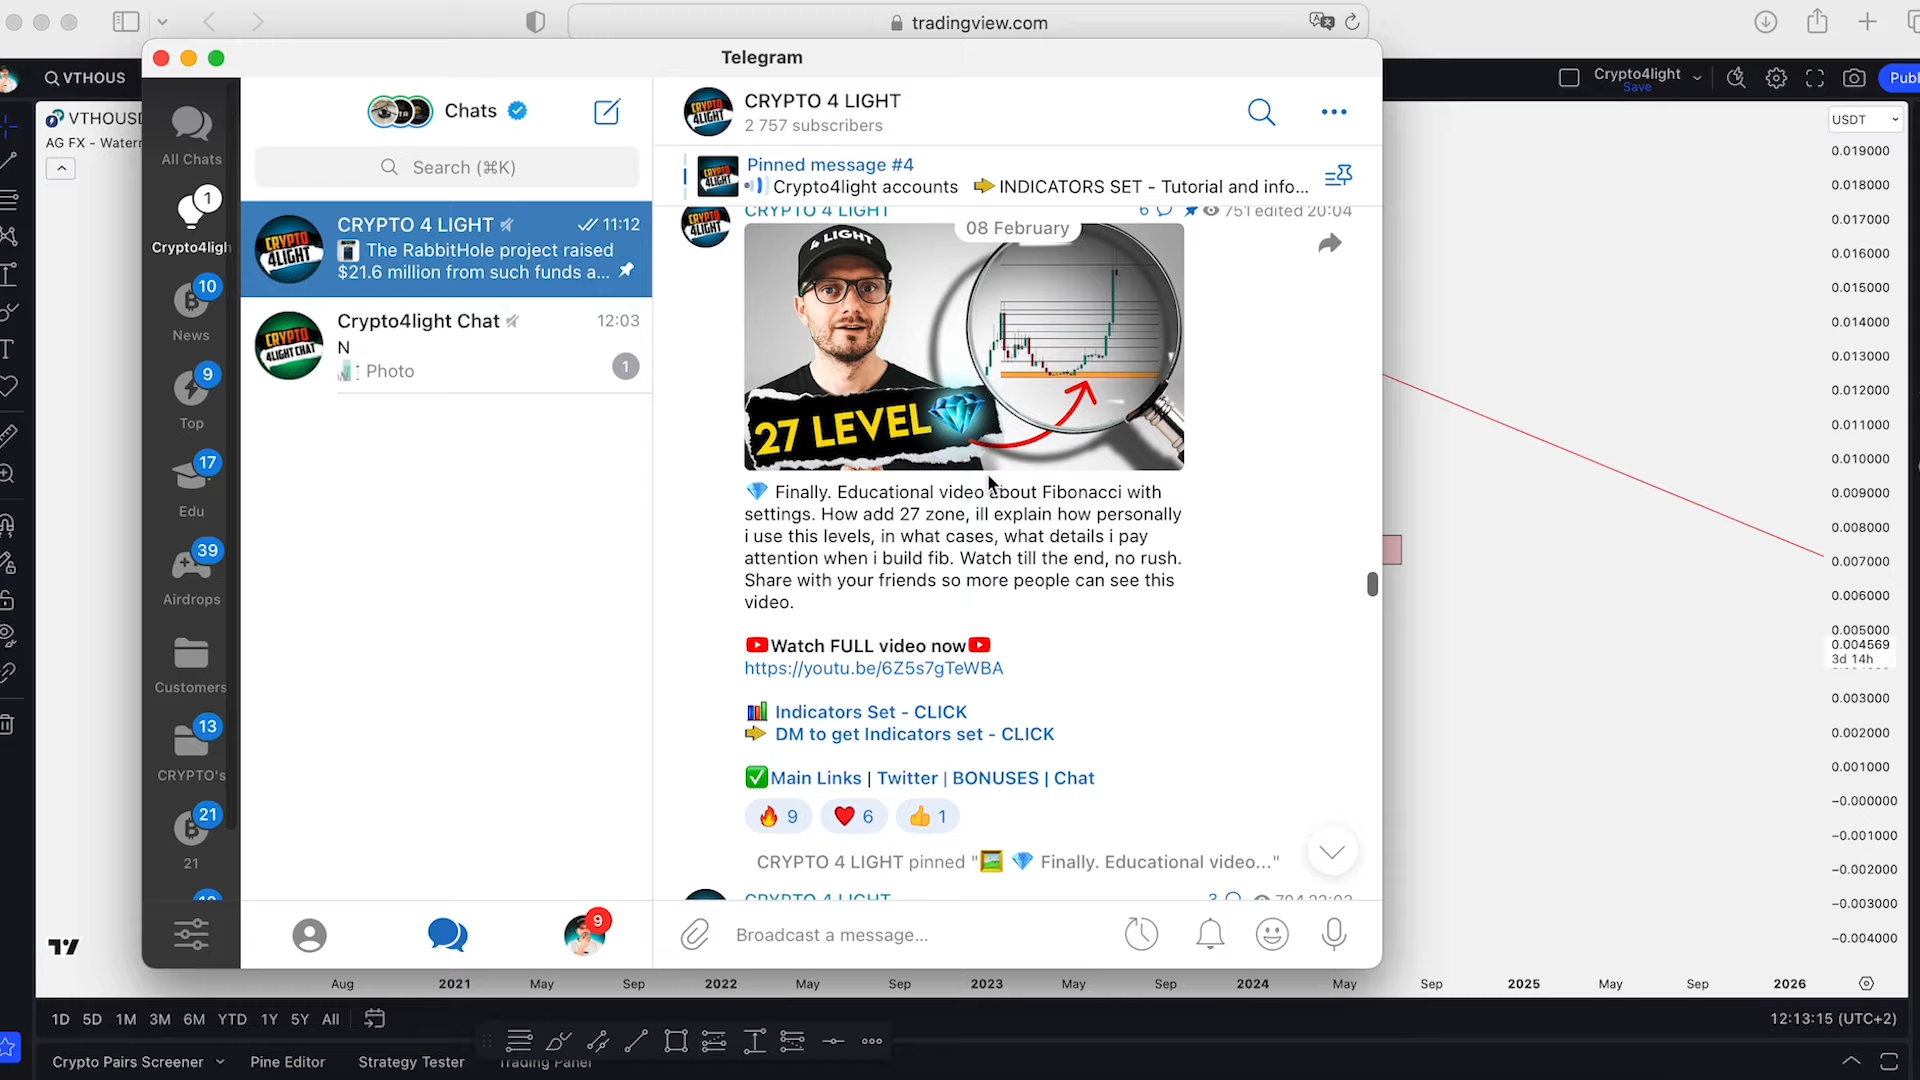 tradingview.com
Telegram
VTHOUS
Crypto4light
Save
Publ
VTHOUSD
AG FX - Watern
USDT
Chats
Search (⌘K)
All Chats
1
Crypto4ligh
10
News
9
Top
17
Edu
39
Airdrops
Customers
13
CRYPTO's
21
21
CRYPTO 4 LIGHT
11:12
The RabbitHole project raised
$21.6 million from such funds a...
Crypto4light Chat
12:03
N
Photo
1
CRYPTO 4 LIGHT
2 757 subscribers
Pinned message #4
Crypto4light accounts 👉INDICATORS SET - Tutorial and info...
CRYPTO 4 LIGHT
6 751 edited 20:04
08 February
4 LIGHT
27 LEVEL
💎 Finally. Educational video about Fibonacci with
settings. How add 27 zone, ill explain how personally
i use this levels, in what cases, what details i pay
attention when i build fib. Watch till the end, no rush.
Share with your friends so more people can see this
video.
Watch FULL video now
https://youtu.be/6Z5s7gTeWBA
📊 Indicators Set - CLICK
👉 DM to get Indicators set - CLICK
✅Main Links | Twitter | BONUSES | Chat
🔥 9 ❤️ 6 👍 1
CRYPTO 4 LIGHT pinned "🖼 💎 Finally. Educational video..."
CRYPTO 4 LIGHT
9
Broadcast a message...
0.019000
0.018000
0.017000
0.016000
0.015000
0.014000
0.013000
0.012000
0.011000
0.010000
0.009000
0.008000
0.007000
0.006000
0.005000
0.004569
3d 14h
0.003000
0.002000
0.001000
−0.000000
−0.001000
−0.002000
−0.003000
−0.004000
Aug 2021 May Sep 2022 May Sep 2023 May Sep 2024 May Sep 2025 May Sep 2026
1D 5D 1M 3M 6M YTD 1Y 5Y All
12:13:15 (UTC+2)
Crypto Pairs Screener Pine Editor Strategy Tester Trading Panel